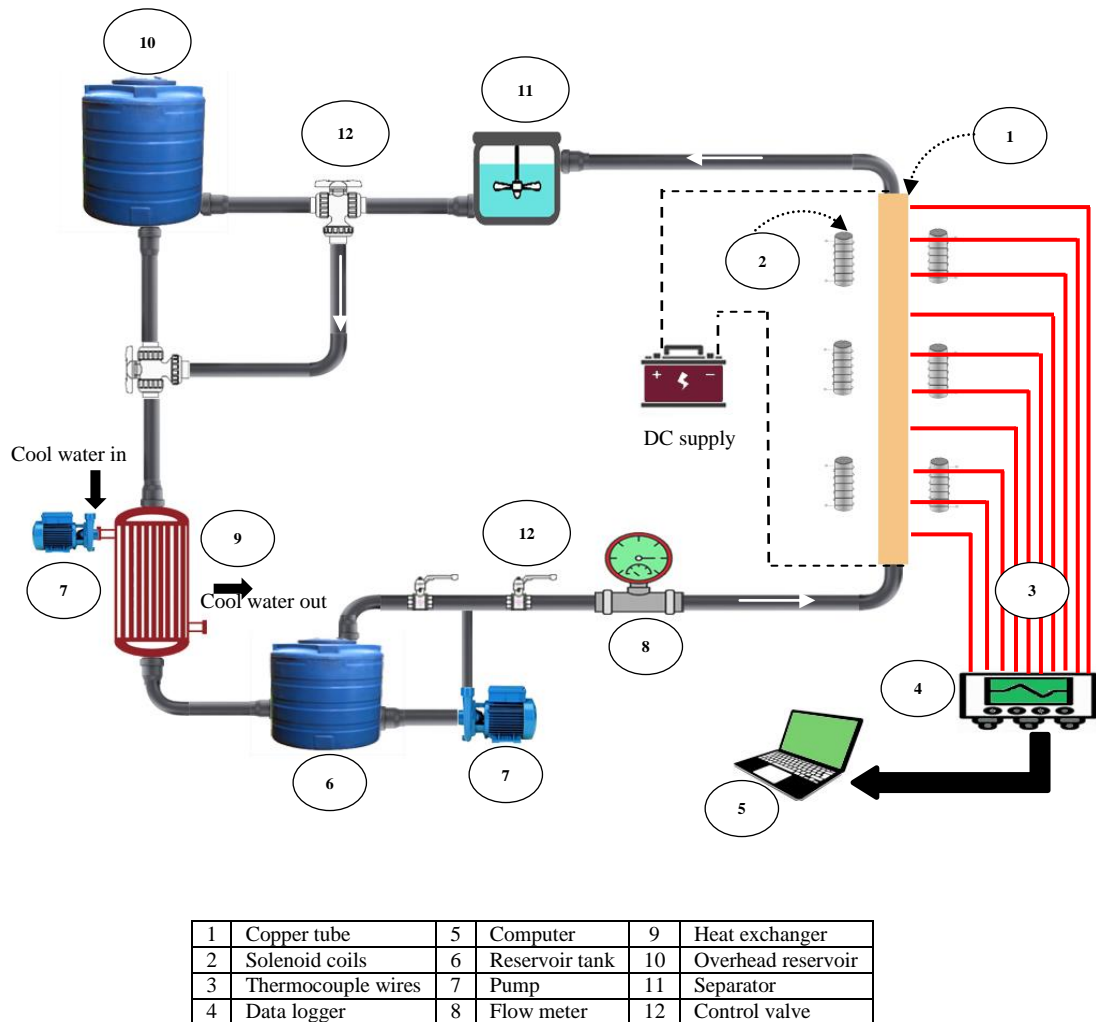 10
11
12
1
2
+ −
DC supply
Cool water in
9
12
7
Cool water out
3
8
4
6
7
5
1 Copper tube 5 Computer 9 Heat exchanger
2 Solenoid coils 6 Reservoir tank 10 Overhead reservoir
3 Thermocouple wires 7 Pump 11 Separator
4 Data logger 8 Flow meter 12 Control valve